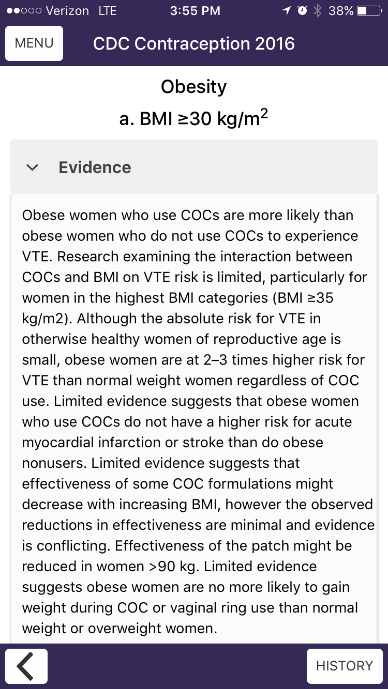 Verizon LTE 3:55 PM 38%
MENU CDC Contraception 2016
Obesity
a. BMI ≥30 kg/m²
Evidence
Obese women who use COCs are more likely than
obese women who do not use COCs to experience
VTE. Research examining the interaction between
COCs and BMI on VTE risk is limited, particularly for
women in the highest BMI categories (BMI ≥35
kg/m2). Although the absolute risk for VTE in
otherwise healthy women of reproductive age is
small, obese women are at 2–3 times higher risk for
VTE than normal weight women regardless of COC
use. Limited evidence suggests that obese women
who use COCs do not have a higher risk for acute
myocardial infarction or stroke than do obese
nonusers. Limited evidence suggests that
effectiveness of some COC formulations might
decrease with increasing BMI, however the observed
reductions in effectiveness are minimal and evidence
is conflicting. Effectiveness of the patch might be
reduced in women >90 kg. Limited evidence
suggests obese women are no more likely to gain
weight during COC or vaginal ring use than normal
weight or overweight women.
HISTORY